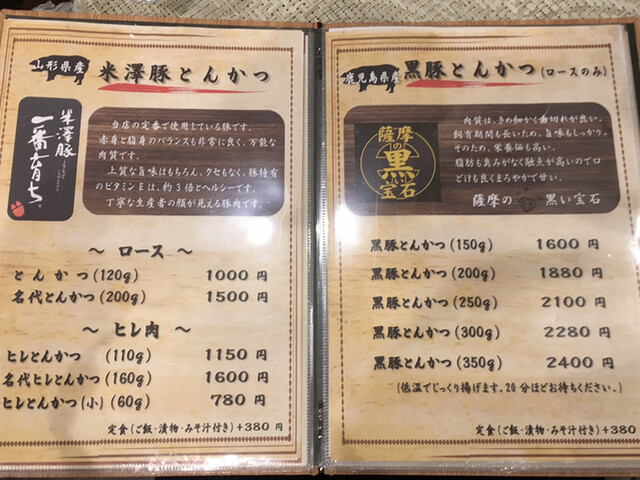 山形県産 米澤豚とんかつ
米澤豚
一番育ち。
当店の定番で使用している豚です。
赤身と脂身のバランスも非常に良く、万能な
肉質です。
上質な旨味はもちろん、クセもなく、豚特有
のビタミンEは、約3倍とヘルシーです。
丁寧な生産者の顔が見える豚肉です。
～ ロース ～
とんかつ(120g) 1000 円
名代とんかつ(200g) 1500 円
～ ヒレ肉 ～
ヒレとんかつ (110g) 1150 円
名代ヒレとんかつ(160g) 1600 円
ヒレとんかつ(小)(60g) 780 円
定食(ご飯・漬物・みそ汁付き)+380円
鹿児島県産 黒豚とんかつ(ロースのみ)
薩摩
の
黒い
宝石
肉質は、きめ細かく歯切れが良い。
飼育期間も長いため、旨味もしっかり。
そのため、栄養価も高い。
脂肪も臭みがなく融点が高いので口
どけも良くまろやかで甘い。
薩摩の 黒い宝石
黒豚とんかつ(150g) 1600 円
黒豚とんかつ(200g) 1880 円
黒豚とんかつ(250g) 2100 円
黒豚とんかつ(300g) 2280 円
黒豚とんかつ(350g) 2400 円
(低温でじっくり揚げます。20分ほどお待ちください。)
定食(ご飯・漬物・みそ汁付き)+380円